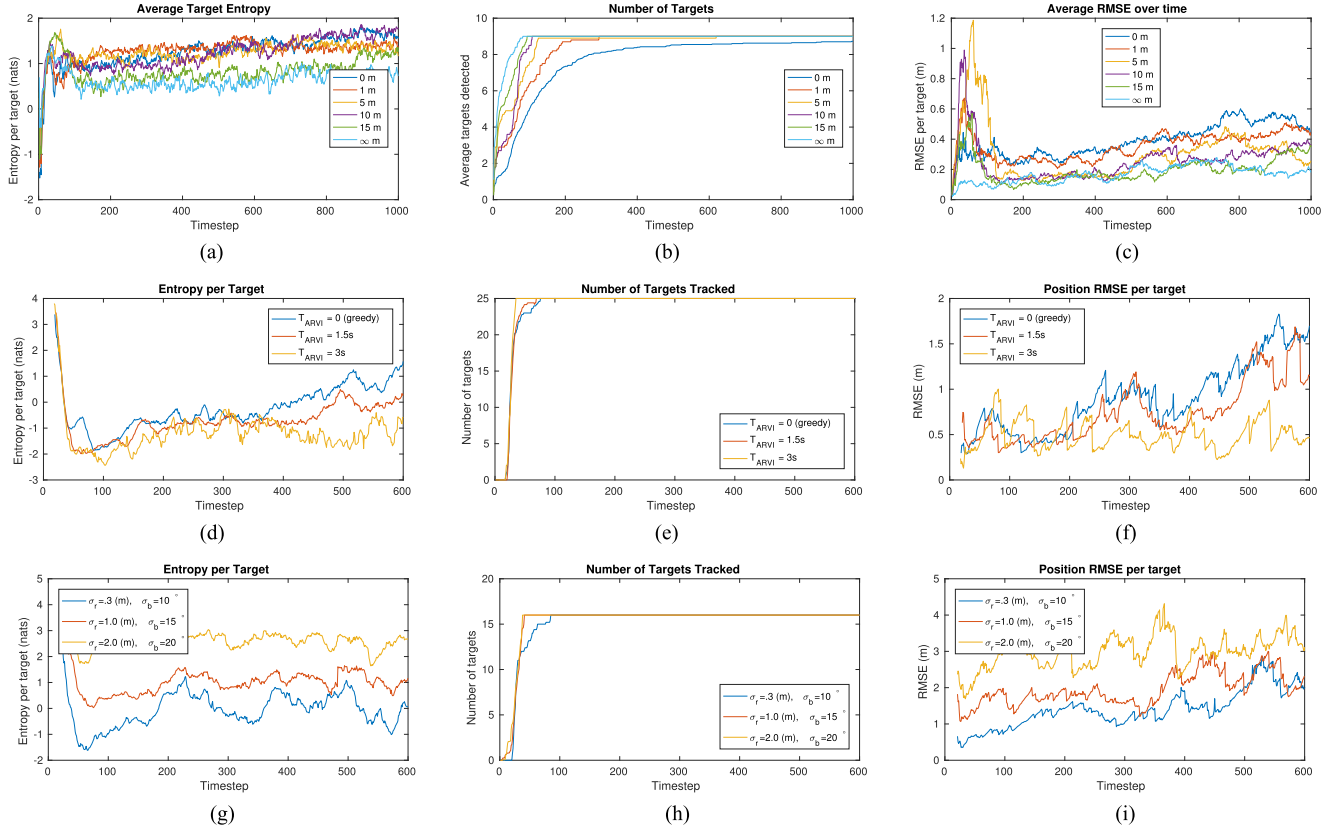 Average Target Entropy
Entropy per target (nats)
2
1
0
-1
-2
0 200 400 600 800 1000
Timestep
0 m
1 m
5 m
10 m
15 m
∞ m
(a)
Number of Targets
Average targets detected
10
8
6
4
2
0
0 200 400 600 800 1000
Timestep
0 m
1 m
5 m
10 m
15 m
∞ m
(b)
Average RMSE over time
RMSE per target (m)
1.2
1
0.8
0.6
0.4
0.2
0
0 200 400 600 800 1000
Timestep
0 m
1 m
5 m
10 m
15 m
∞ m
(c)
Entropy per Target
Entropy per target (nats)
4
3
2
1
0
-1
-2
-3
0 100 200 300 400 500 600
Timestep
T_ARVI = 0 (greedy)
T_ARVI = 1.5s
T_ARVI = 3s
(d)
Number of Targets Tracked
Number of targets
25
20
15
10
5
0
0 100 200 300 400 500 600
Timestep
T_ARVI = 0 (greedy)
T_ARVI = 1.5s
T_ARVI = 3s
(e)
Position RMSE per target
RMSE (m)
2
1.5
1
0.5
0
0 100 200 300 400 500 600
Timestep
T_ARVI = 0 (greedy)
T_ARVI = 1.5s
T_ARVI = 3s
(f)
Entropy per Target
Entropy per target (nats)
5
4
3
2
1
0
-1
-2
0 100 200 300 400 500 600
Timestep
σ_r=.3 (m), σ_b=10 °
σ_r=1.0 (m), σ_b=15 °
σ_r=2.0 (m), σ_b=20 °
(g)
Number of Targets Tracked
Number of targets
20
15
10
5
0
0 100 200 300 400 500 600
Timestep
σ_r=.3 (m), σ_b=10 °
σ_r=1.0 (m), σ_b=15 °
σ_r=2.0 (m), σ_b=20 °
(h)
Position RMSE per target
RMSE (m)
5
4
3
2
1
0
0 100 200 300 400 500 600
Timestep
σ_r=.3 (m), σ_b=10 °
σ_r=1.0 (m), σ_b=15 °
σ_r=2.0 (m), σ_b=20 °
(i)